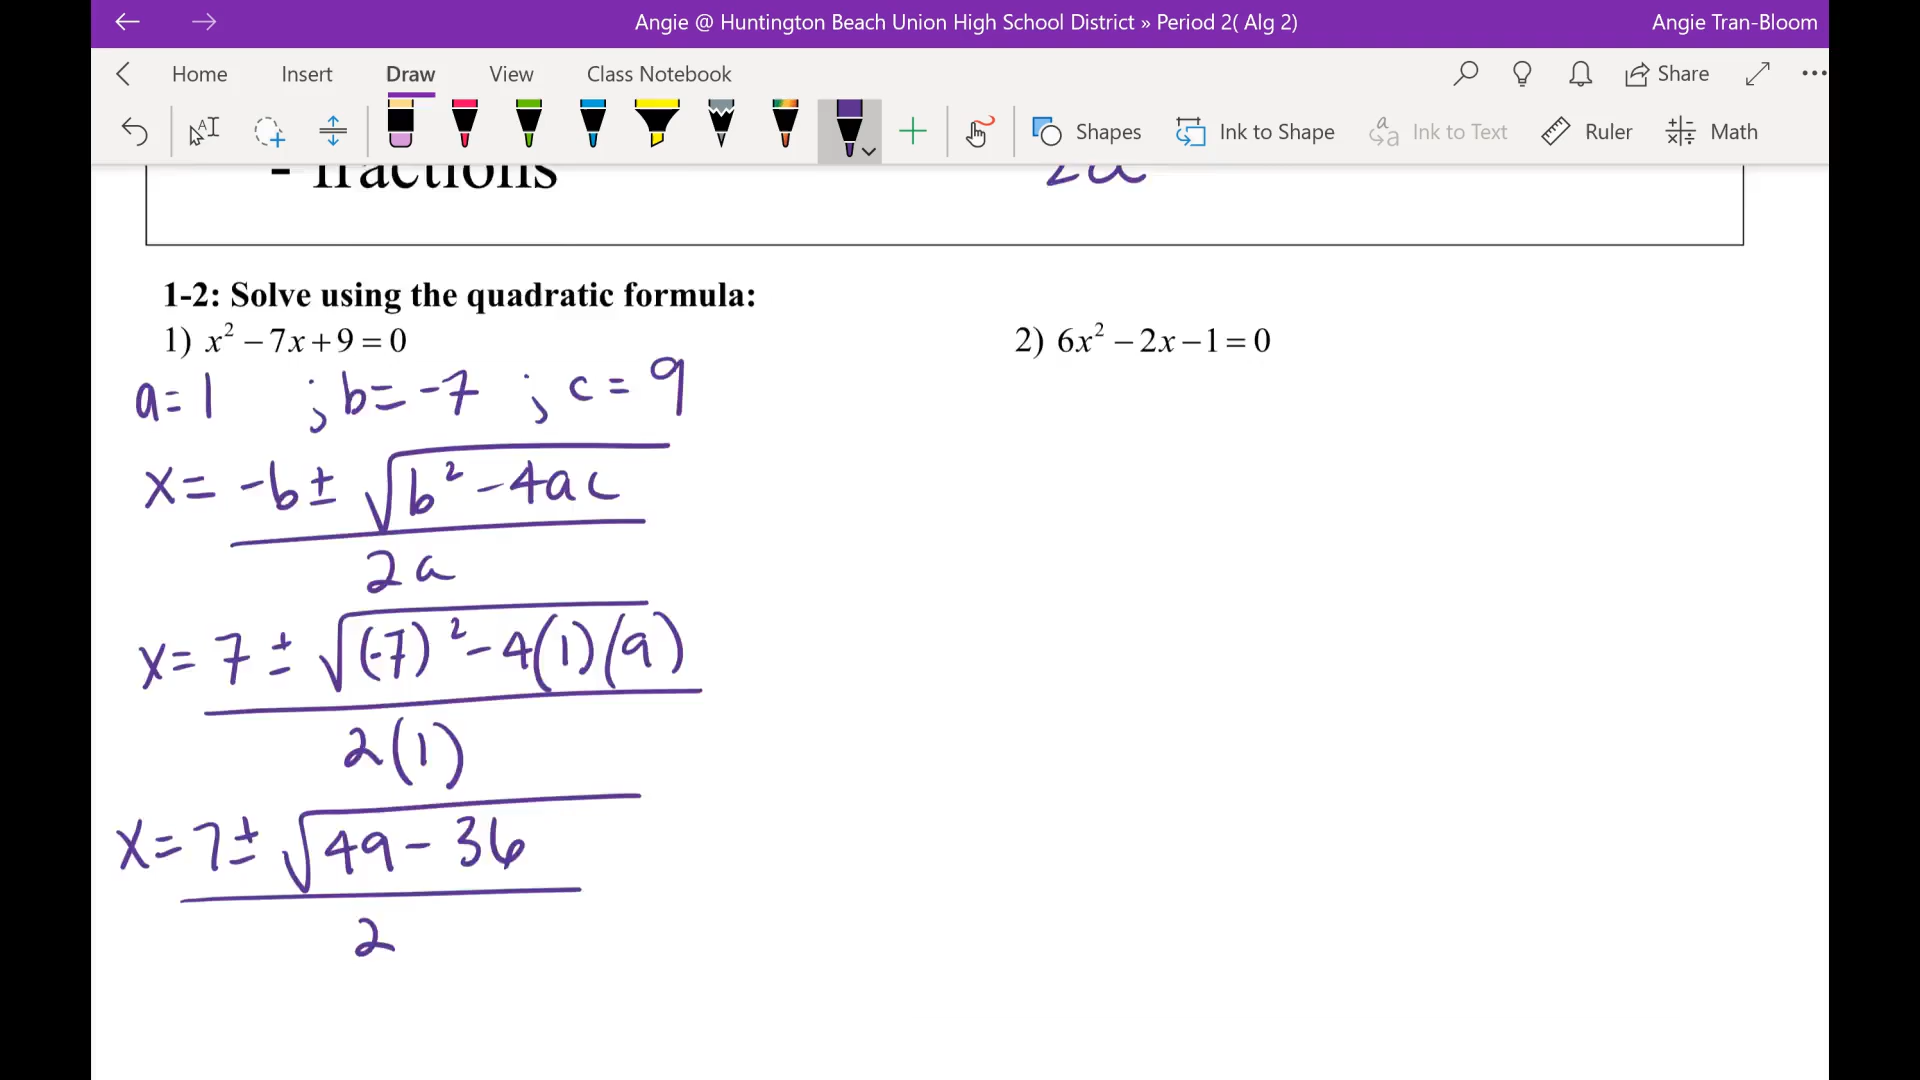 Angie @ Huntington Beach Union High School District » Period 2( Alg 2)
Angie Tran-Bloom
Home Insert Draw View Class Notebook Share
Shapes Ink to Shape Ink to Text Ruler Math
- fractions
2a
1-2: Solve using the quadratic formula:
1) x² − 7x + 9 = 0
a = 1 ; b = -7 ; c = 9
x = -b ± √(b² - 4ac)
2a
x = 7 ± √((-7)² - 4(1)(9))
2(1)
x = 7 ± √(49 - 36)
2
2) 6x² − 2x − 1 = 0